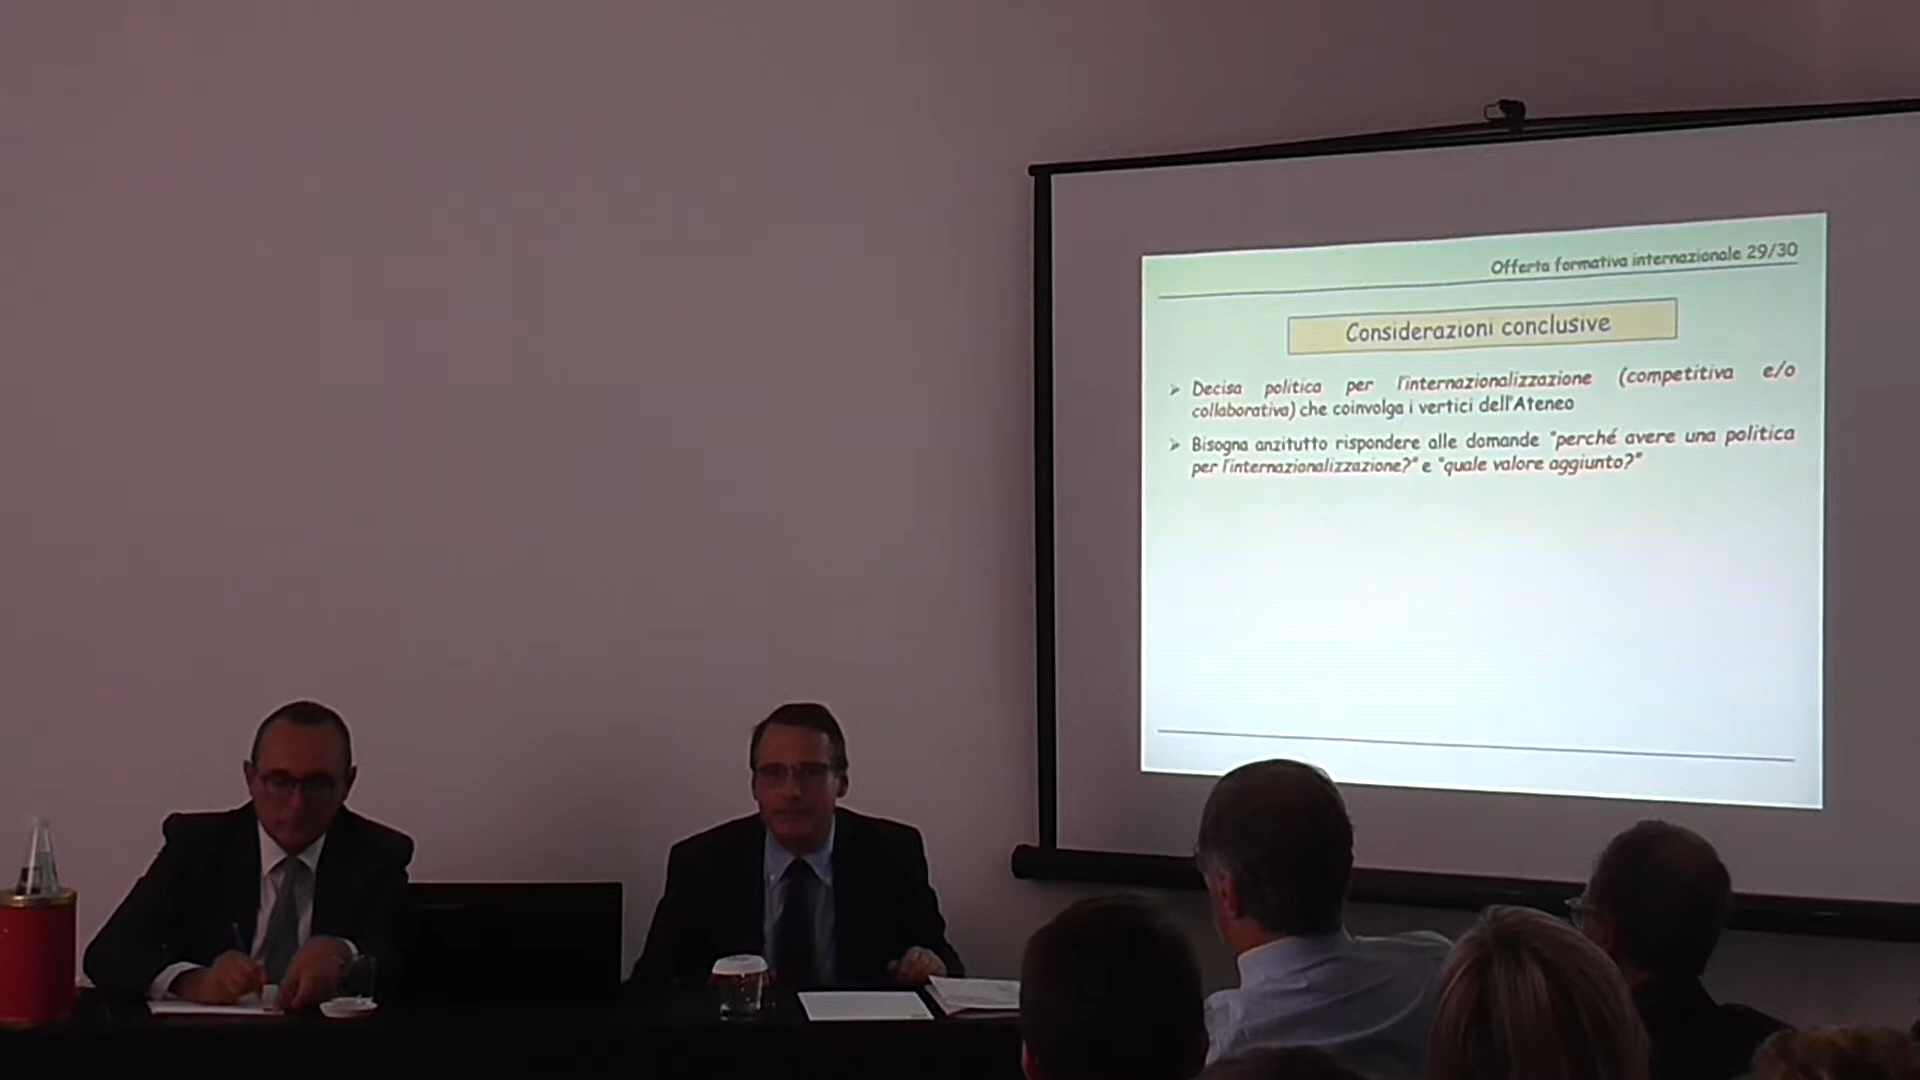 Offerta formativa internazionale 29/30
Considerazioni conclusive
➢ Decisa politica per l'internazionalizzazione (competitiva e/o
collaborativa) che coinvolga i vertici dell'Ateneo
➢ Bisogna anzitutto rispondere alle domande "perché avere una politica
per l'internazionalizzazione?" e "quale valore aggiunto?"